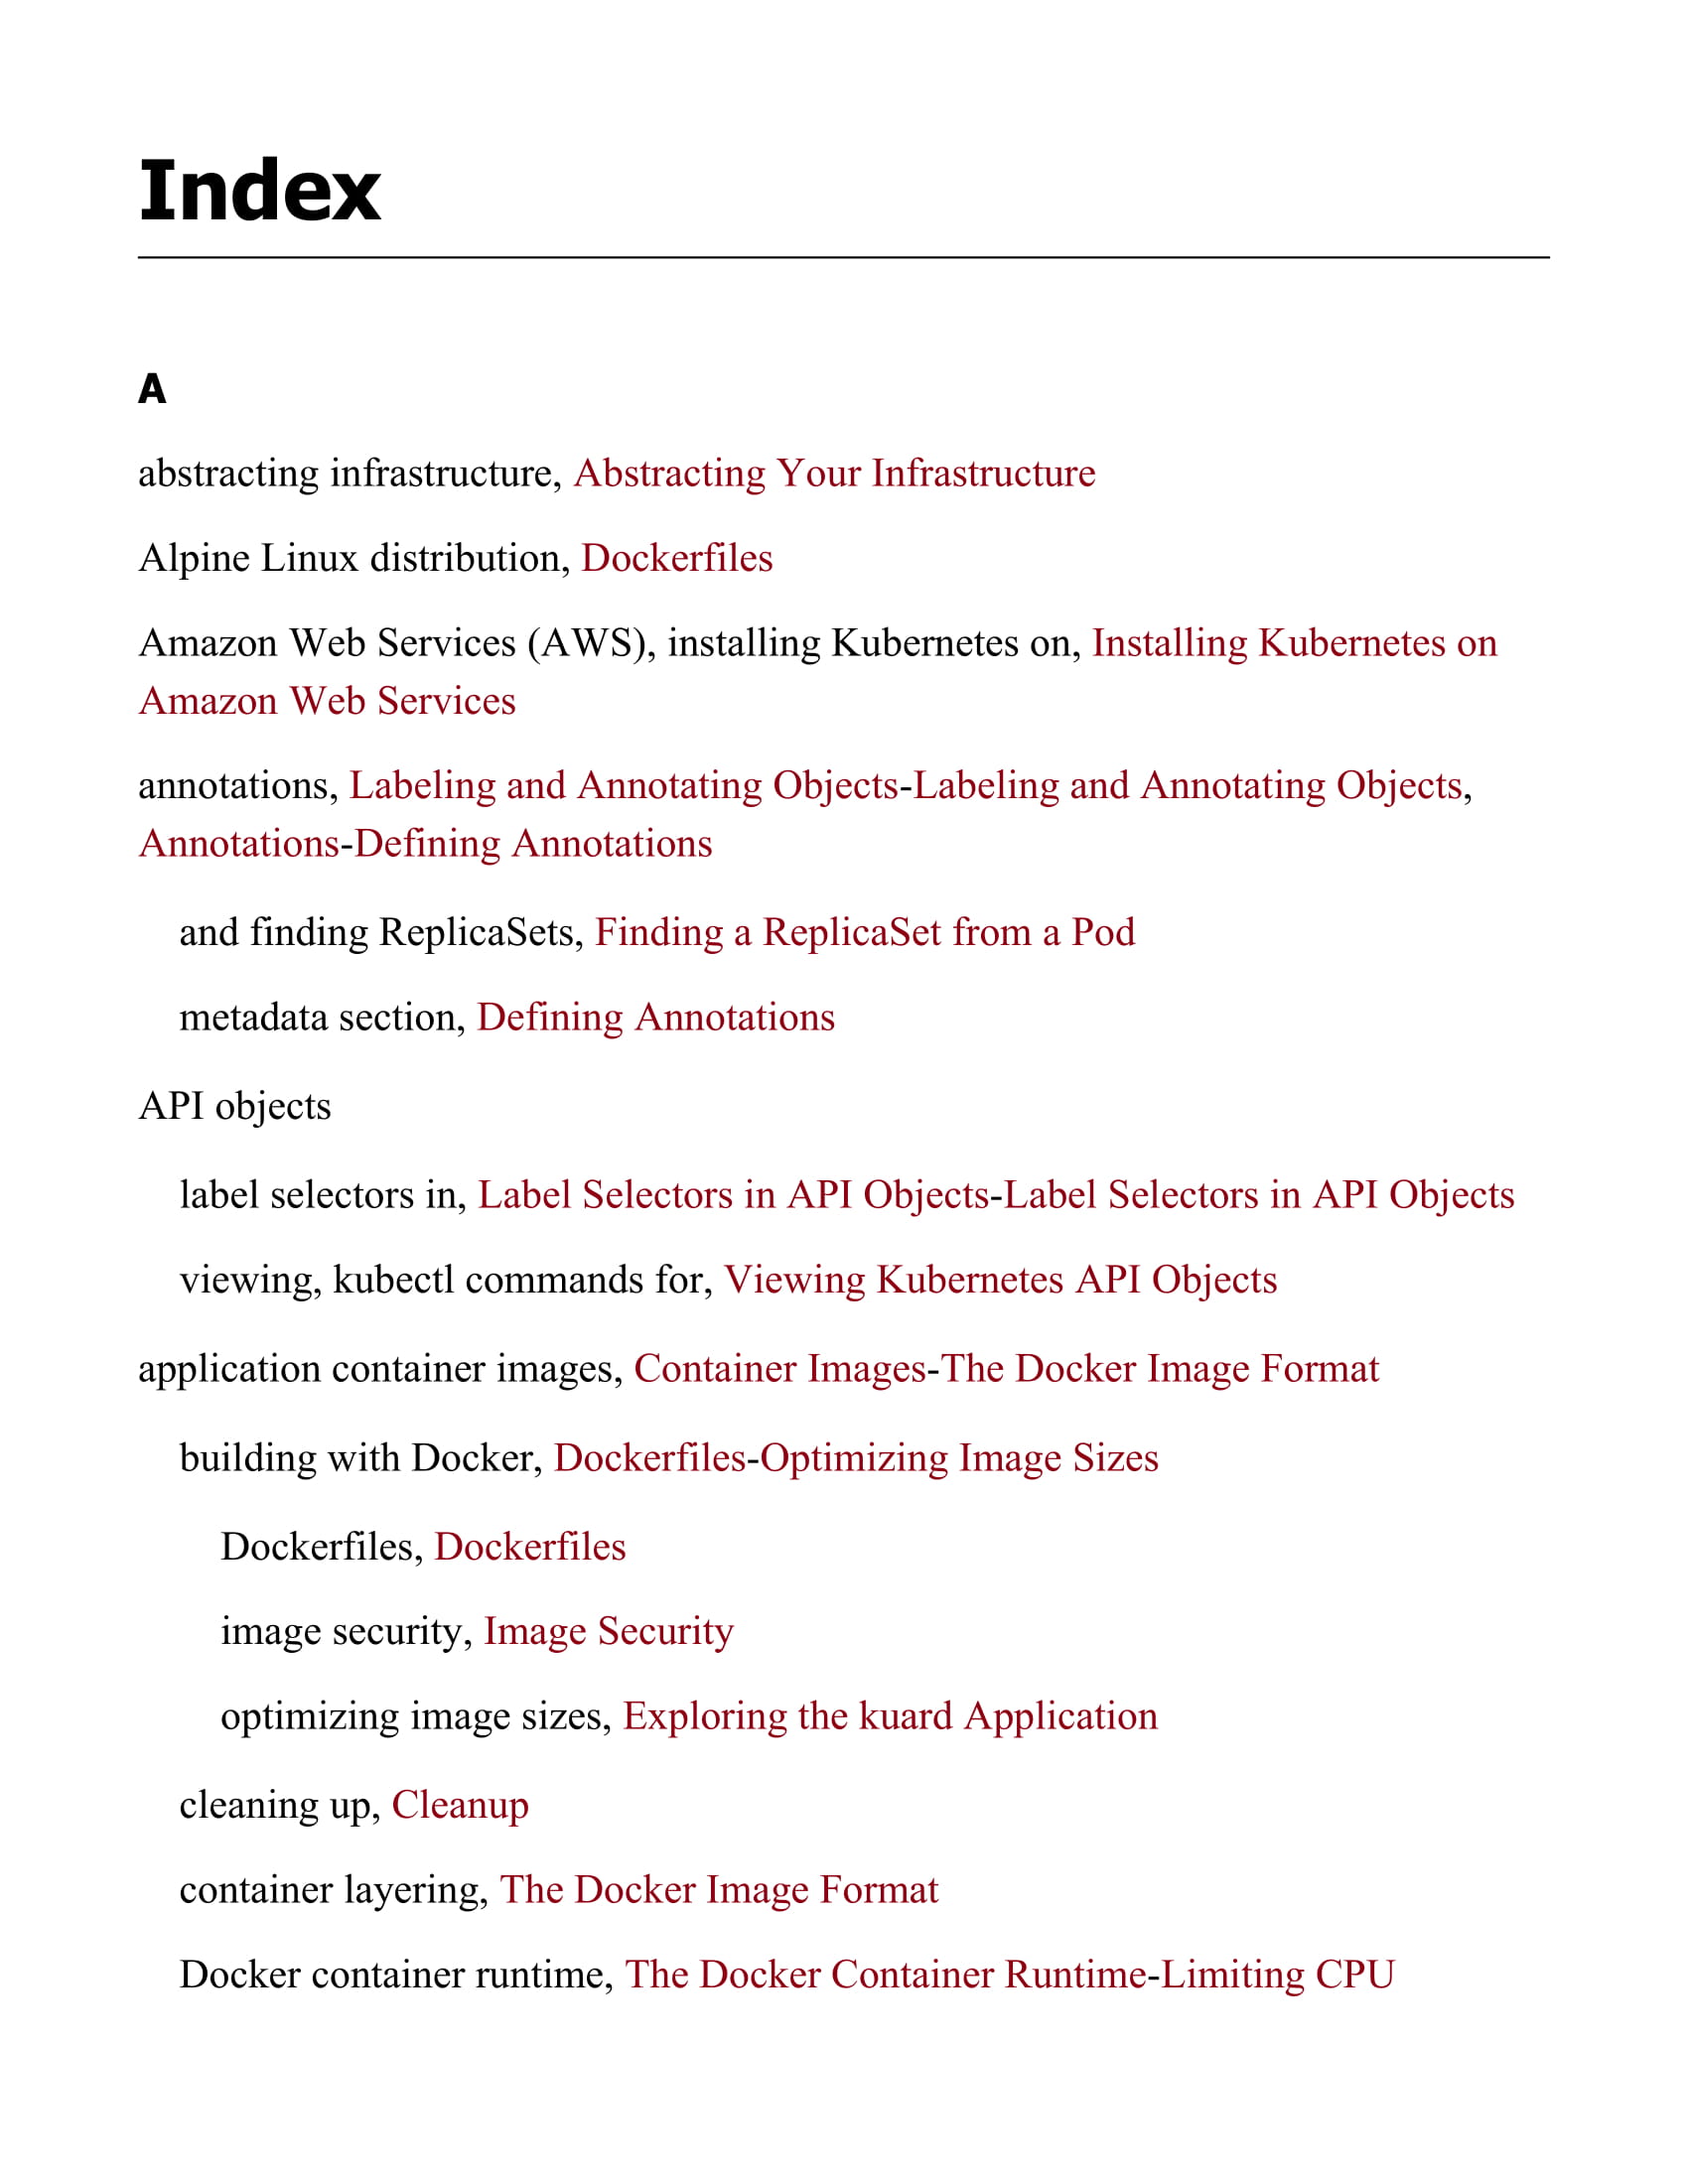 Index
A
abstracting infrastructure, Abstracting Your Infrastructure
Alpine Linux distribution, Dockerfiles
Amazon Web Services (AWS), installing Kubernetes on, Installing Kubernetes on
Amazon Web Services
annotations, Labeling and Annotating Objects-Labeling and Annotating Objects,
Annotations-Defining Annotations
and finding ReplicaSets, Finding a ReplicaSet from a Pod
metadata section, Defining Annotations
API objects
label selectors in, Label Selectors in API Objects-Label Selectors in API Objects
viewing, kubectl commands for, Viewing Kubernetes API Objects
application container images, Container Images-The Docker Image Format
building with Docker, Dockerfiles-Optimizing Image Sizes
Dockerfiles, Dockerfiles
image security, Image Security
optimizing image sizes, Exploring the kuard Application
cleaning up, Cleanup
container layering, The Docker Image Format
Docker container runtime, The Docker Container Runtime-Limiting CPU